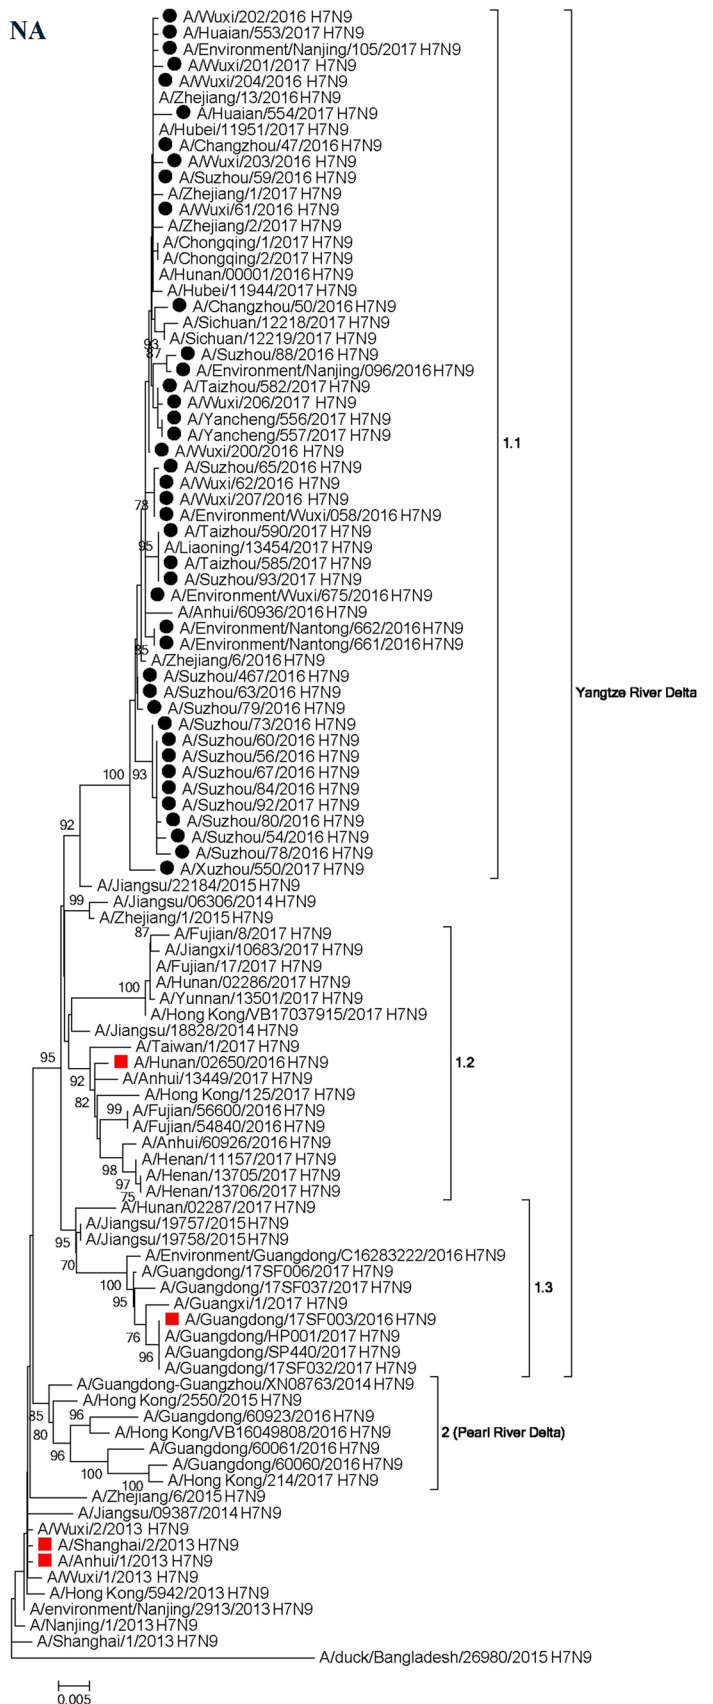 NA
A/Wuxi/202/2016 H7N9
A/Huaian/553/2017 H7N9
A/Environment/Nanjing/105/2017 H7N9
A/Wuxi/201/2017 H7N9
A/Wuxi/204/2016 H7N9
A/Zhejiang/13/2016 H7N9
A/Huaian/554/2017 H7N9
A/Hubei/11951/2017 H7N9
A/Changzhou/47/2016 H7N9
A/Wuxi/203/2016 H7N9
A/Suzhou/59/2016 H7N9
A/Zhejiang/1/2017 H7N9
A/Wuxi/61/2016 H7N9
A/Zhejiang/2/2017 H7N9
A/Chongqing/1/2017 H7N9
A/Chongqing/2/2017 H7N9
A/Hunan/00001/2016 H7N9
A/Hubei/11944/2017 H7N9
A/Changzhou/50/2016 H7N9
A/Sichuan/12218/2017 H7N9
A/Sichuan/12219/2017 H7N9
93
87
A/Suzhou/88/2016 H7N9
A/Environment/Nanjing/096/2016 H7N9
A/Taizhou/582/2017 H7N9
A/Wuxi/206/2017 H7N9
A/Yancheng/556/2017 H7N9
A/Yancheng/557/2017 H7N9
1.1
A/Wuxi/200/2016 H7N9
A/Suzhou/65/2016 H7N9
A/Wuxi/62/2016 H7N9
A/Wuxi/207/2016 H7N9
A/Environment/Wuxi/058/2016 H7N9
A/Taizhou/590/2017 H7N9
95
A/Liaoning/13454/2017 H7N9
A/Taizhou/585/2017 H7N9
A/Suzhou/93/2017 H7N9
A/Environment/Wuxi/675/2016 H7N9
A/Anhui/60936/2016 H7N9
A/Environment/Nantong/662/2016 H7N9
A/Environment/Nantong/661/2016 H7N9
A/Zhejiang/6/2016 H7N9
A/Suzhou/467/2016 H7N9
A/Suzhou/63/2016 H7N9
Yangtze River Delta
A/Suzhou/79/2016 H7N9
A/Suzhou/73/2016 H7N9
A/Suzhou/60/2016 H7N9
A/Suzhou/56/2016 H7N9
A/Suzhou/67/2016 H7N9
100
93
A/Suzhou/84/2016 H7N9
A/Suzhou/92/2017 H7N9
A/Suzhou/80/2016 H7N9
92
A/Suzhou/54/2016 H7N9
A/Suzhou/78/2016 H7N9
A/Xuzhou/550/2017 H7N9
A/Jiangsu/22184/2015 H7N9
99
A/Jiangsu/06306/2014 H7N9
A/Zhejiang/1/2015 H7N9
87
A/Fujian/8/2017 H7N9
A/Jiangxi/10683/2017 H7N9
A/Fujian/17/2017 H7N9
A/Hunan/02286/2017 H7N9
100
A/Yunnan/13501/2017 H7N9
A/Hong Kong/VB17037915/2017 H7N9
A/Jiangsu/18828/2014 H7N9
A/Taiwan/1/2017 H7N9
95
A/Hunan/02650/2016 H7N9
1.2
92
A/Anhui/13449/2017 H7N9
A/Hong Kong/125/2017 H7N9
82
99
A/Fujian/56600/2016 H7N9
A/Fujian/54840/2016 H7N9
A/Anhui/60926/2016 H7N9
A/Henan/11157/2017 H7N9
98
A/Henan/13705/2017 H7N9
97
A/Henan/13706/2017 H7N9
75
A/Hunan/02287/2017 H7N9
A/Jiangsu/19757/2015 H7N9
A/Jiangsu/19758/2015 H7N9
95
A/Environment/Guangdong/C16283222/2016 H7N9
70
A/Guangdong/17SF006/2017 H7N9
100
A/Guangdong/17SF037/2017 H7N9
1.3
95
A/Guangxi/1/2017 H7N9
A/Guangdong/17SF003/2016 H7N9
76
A/Guangdong/HP001/2017 H7N9
A/Guangdong/SP440/2017 H7N9
96
A/Guangdong/17SF032/2017 H7N9
A/Guangdong-Guangzhou/XN08763/2014 H7N9
A/Hong Kong/2550/2015 H7N9
85
96
A/Guangdong/60923/2016 H7N9
80
A/Hong Kong/VB16049808/2016 H7N9
2 (Pearl River Delta)
96
A/Guangdong/60061/2016 H7N9
A/Guangdong/60060/2016 H7N9
100
A/Hong Kong/214/2017 H7N9
100
A/Zhejiang/6/2015 H7N9
A/Jiangsu/09387/2014 H7N9
A/Wuxi/2/2013 H7N9
A/Shanghai/2/2013 H7N9
A/Anhui/1/2013 H7N9
A/Wuxi/1/2013 H7N9
A/Hong Kong/5942/2013 H7N9
A/environment/Nanjing/2913/2013 H7N9
A/Nanjing/1/2013 H7N9
A/Shanghai/1/2013 H7N9
A/duck/Bangladesh/26980/2015 H7N9
0.005